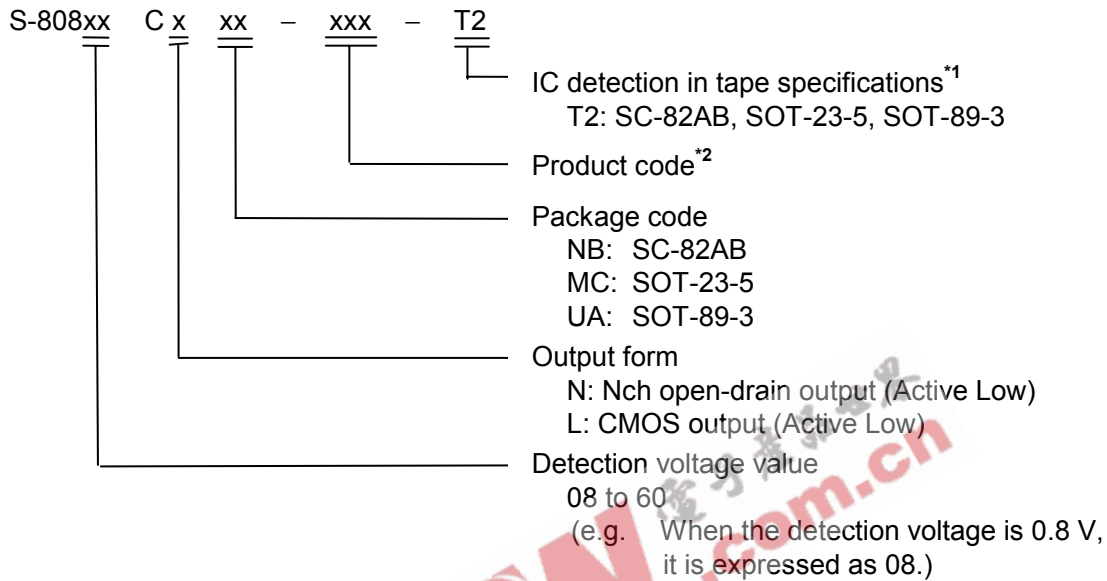 S-808xx C x xx – xxx – T2
IC detection in tape specifications*1
T2: SC-82AB, SOT-23-5, SOT-89-3
Product code*2
Package code
NB: SC-82AB
MC: SOT-23-5
UA: SOT-89-3
Output form
N: Nch open-drain output (Active Low)
L: CMOS output (Active Low)
Detection voltage value
08 to 60
(e.g. When the detection voltage is 0.8 V,
it is expressed as 08.)
.com.cn